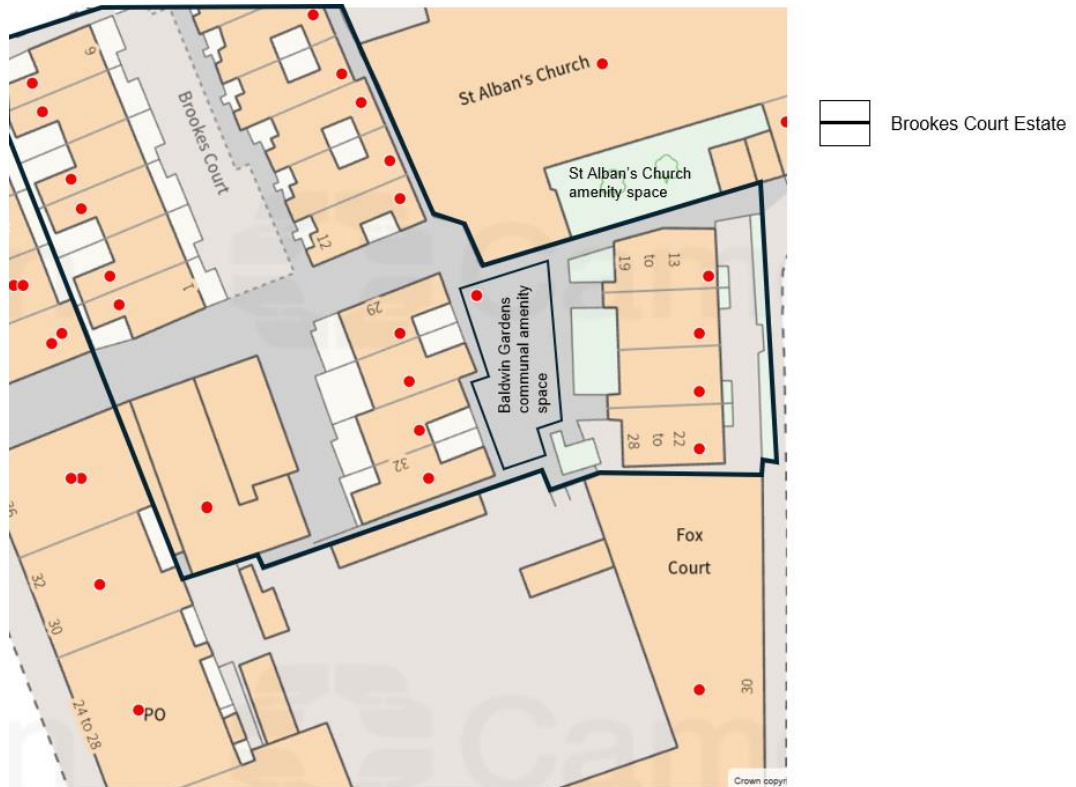 9
St Alban's Church
Brookes Court
St Alban's Church
amenity space
12
1
19
to
13
29
Baldwin Gardens
communal amenity
space
32
28
to
22
Fox
Court
32
30
30
24 to 28
PO
Cam
Crown copyri
Brookes Court Estate